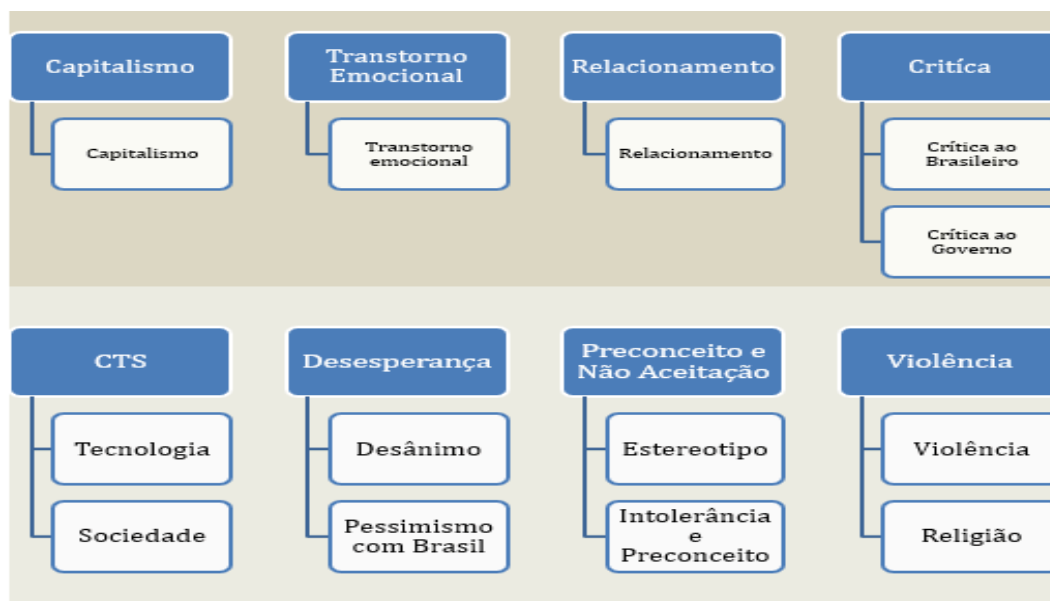 Capitalismo
Capitalismo
Transtorno
Emocional
Transtorno
emocional
Relacionamento
Relacionamento
Critíca
Crítica ao
Brasileiro
Crítica ao
Governo
CTS
Tecnologia
Sociedade
Desesperança
Desânimo
Pessimismo
com Brasil
Preconceito e
Não Aceitação
Estereotipo
Intolerância
e
Preconceito
Violência
Violência
Religião